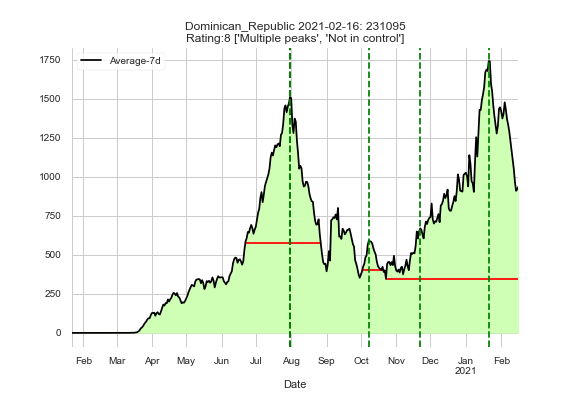 Dominican_Republic 2021-02-16: 231095
Rating:8 ['Multiple peaks', 'Not in control']
Average-7d
1750
1500
1250
1000
750
500
250
0
Feb Mar Apr May Jun Jul Aug Sep Oct Nov Dec Jan Feb
2021
Date